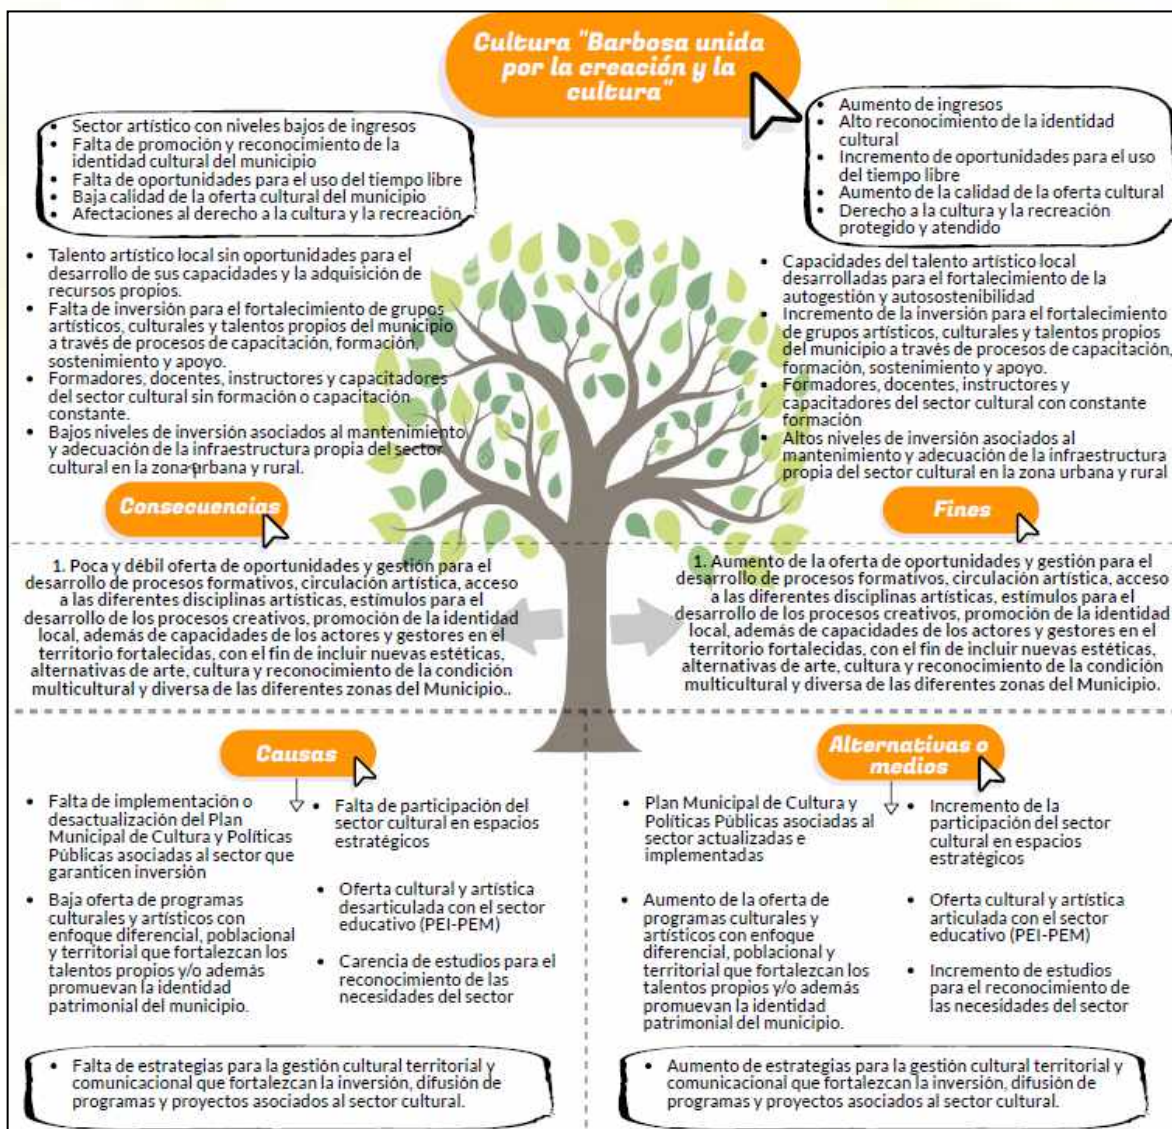 Cultura "Barbosa unida
por la creación y la
cultura"
• Sector artístico con niveles bajos de ingresos
• Falta de promoción y reconocimiento de la
identidad cultural del municipio
• Falta de oportunidades para el uso del tiempo libre
• Baja calidad de la oferta cultural del municipio
• Afectaciones al derecho a la cultura y la recreación
• Talento artístico local sin oportunidades para el
desarrollo de sus capacidades y la adquisición de
recursos propios.
• Falta de inversión para el fortalecimiento de grupos
artísticos, culturales y talentos propios del municipio
a través de procesos de capacitación, formación,
sostenimiento y apoyo.
• Formadores, docentes, instructores y capacitadores
del sector cultural sin formación o capacitación
constante.
• Bajos niveles de inversión asociados al mantenimiento
y adecuación de la infraestructura propia del sector
cultural en la zona urbana y rural.
Consecuencias
• Aumento de ingresos
• Alto reconocimiento de la identidad
cultural
• Incremento de oportunidades para el uso
del tiempo libre
• Aumento de la calidad de la oferta cultural
• Derecho a la cultura y la recreación
protegido y atendido
• Capacidades del talento artístico local
desarrolladas para el fortalecimiento de la
autogestión y autosostenibilidad
• Incremento de la inversión para el fortalecimiento
de grupos artísticos, culturales y talentos propios
del municipio a través de procesos de capacitación,
formación, sostenimiento y apoyo.
• Formadores, docentes, instructores y
capacitadores del sector cultural con constante
formación
• Altos niveles de inversión asociados al
mantenimiento y adecuación de la infraestructura
propia del sector cultural en la zona urbana y rural
Fines
1. Poca y débil oferta de oportunidades y gestión para el
desarrollo de procesos formativos, circulación artística, acceso
a las diferentes disciplinas artísticas, estímulos para el
desarrollo de los procesos creativos, promoción de la identidad
local, además de capacidades de los actores y gestores en el
territorio fortalecidas, con el fin de incluir nuevas estéticas,
alternativas de arte, cultura y reconocimiento de la condición
multicultural y diversa de las diferentes zonas del Municipio..
1. Aumento de la oferta de oportunidades y gestión para el
desarrollo de procesos formativos, circulación artística, acceso
a las diferentes disciplinas artísticas, estímulos para el
desarrollo de los procesos creativos, promoción de la identidad
local, además de capacidades de los actores y gestores en el
territorio fortalecidas, con el fin de incluir nuevas estéticas,
alternativas de arte, cultura y reconocimiento de la condición
multicultural y diversa de las diferentes zonas del Municipio.
Causas
• Falta de implementación o
desactualización del Plan
Municipal de Cultura y Políticas
Públicas asociadas al sector que
garanticen inversión
• Baja oferta de programas
culturales y artísticos con
enfoque diferencial, poblacional
y territorial que fortalezcan los
talentos propios y/o además
promuevan la identidad
patrimonial del municipio.
• Falta de participación del
sector cultural en espacios
estratégicos
• Oferta cultural y artística
desarticulada con el sector
educativo (PEI-PEM)
• Carencia de estudios para el
reconocimiento de las
necesidades del sector
• Falta de estrategias para la gestión cultural territorial y
comunicacional que fortalezcan la inversión, difusión de
programas y proyectos asociados al sector cultural.
Alternativas o
medios
• Plan Municipal de Cultura y
Políticas Públicas asociadas al
sector actualizadas e
implementadas
• Aumento de la oferta de
programas culturales y
artísticos con enfoque
diferencial, poblacional y
territorial que fortalezcan los
talentos propios y/o además
promuevan la identidad
patrimonial del municipio.
• Incremento de la
participación del sector
cultural en espacios
estratégicos
• Oferta cultural y artística
articulada con el sector
educativo (PEI-PEM)
• Incremento de estudios
para el reconocimiento de
las necesidades del sector
• Aumento de estrategias para la gestión cultural territorial y
comunicacional que fortalezcan la inversión, difusión de
programas y proyectos asociados al sector cultural.